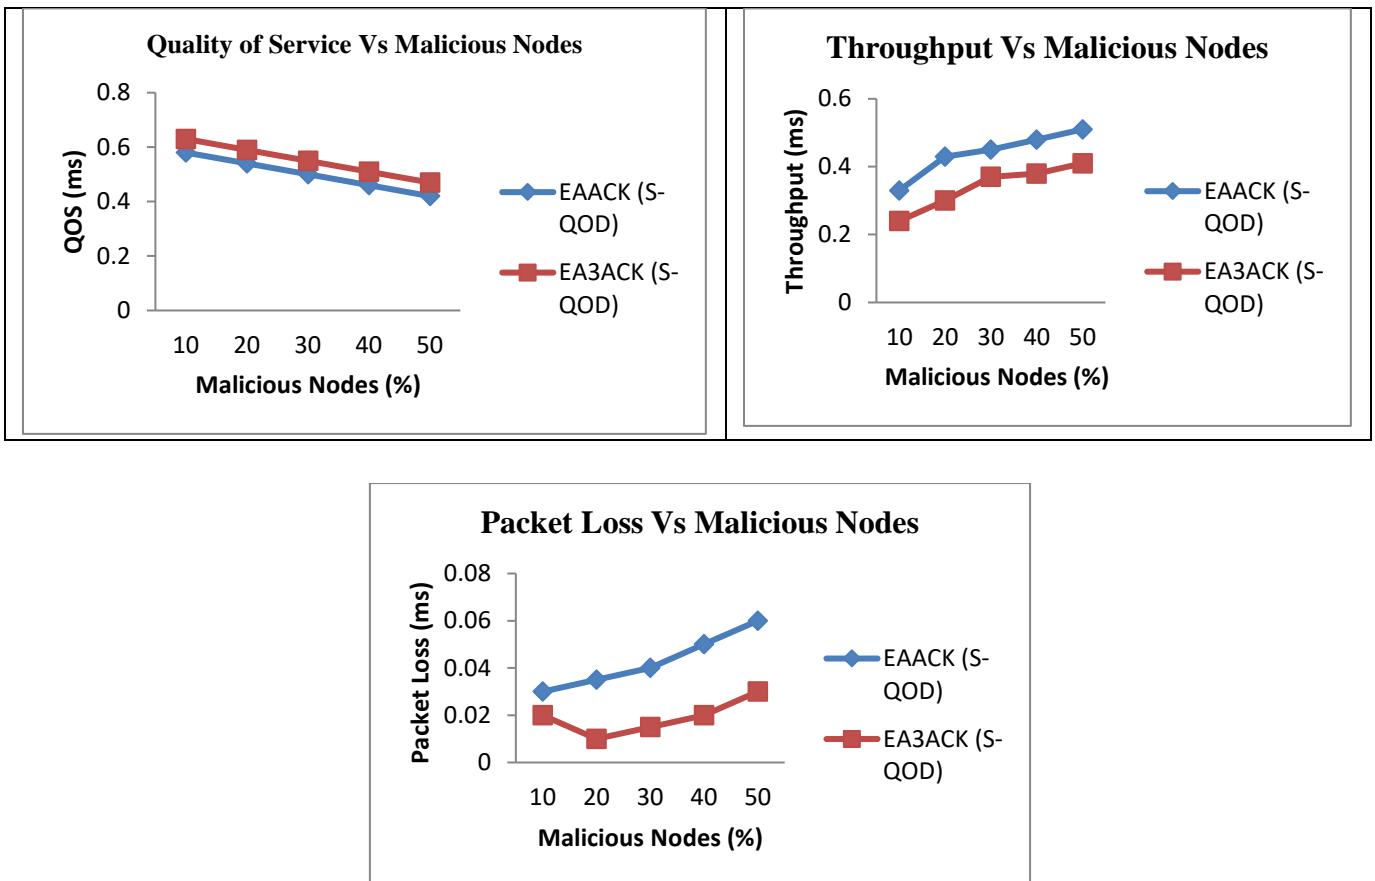 Quality of Service Vs Malicious Nodes
0.8
0.6
0.4
0.2
0
QOS (ms)
10 20 30 40 50
Malicious Nodes (%)
EAACK (S-
QOD)
EA3ACK (S-
QOD)
Throughput Vs Malicious Nodes
0.6
0.4
0.2
0
Throughput (ms)
10 20 30 40 50
Malicious Nodes (%)
EAACK (S-
QOD)
EA3ACK (S-
QOD)
Packet Loss Vs Malicious Nodes
0.08
0.06
0.04
0.02
0
Packet Loss (ms)
10 20 30 40 50
Malicious Nodes (%)
EAACK (S-
QOD)
EA3ACK (S-
QOD)